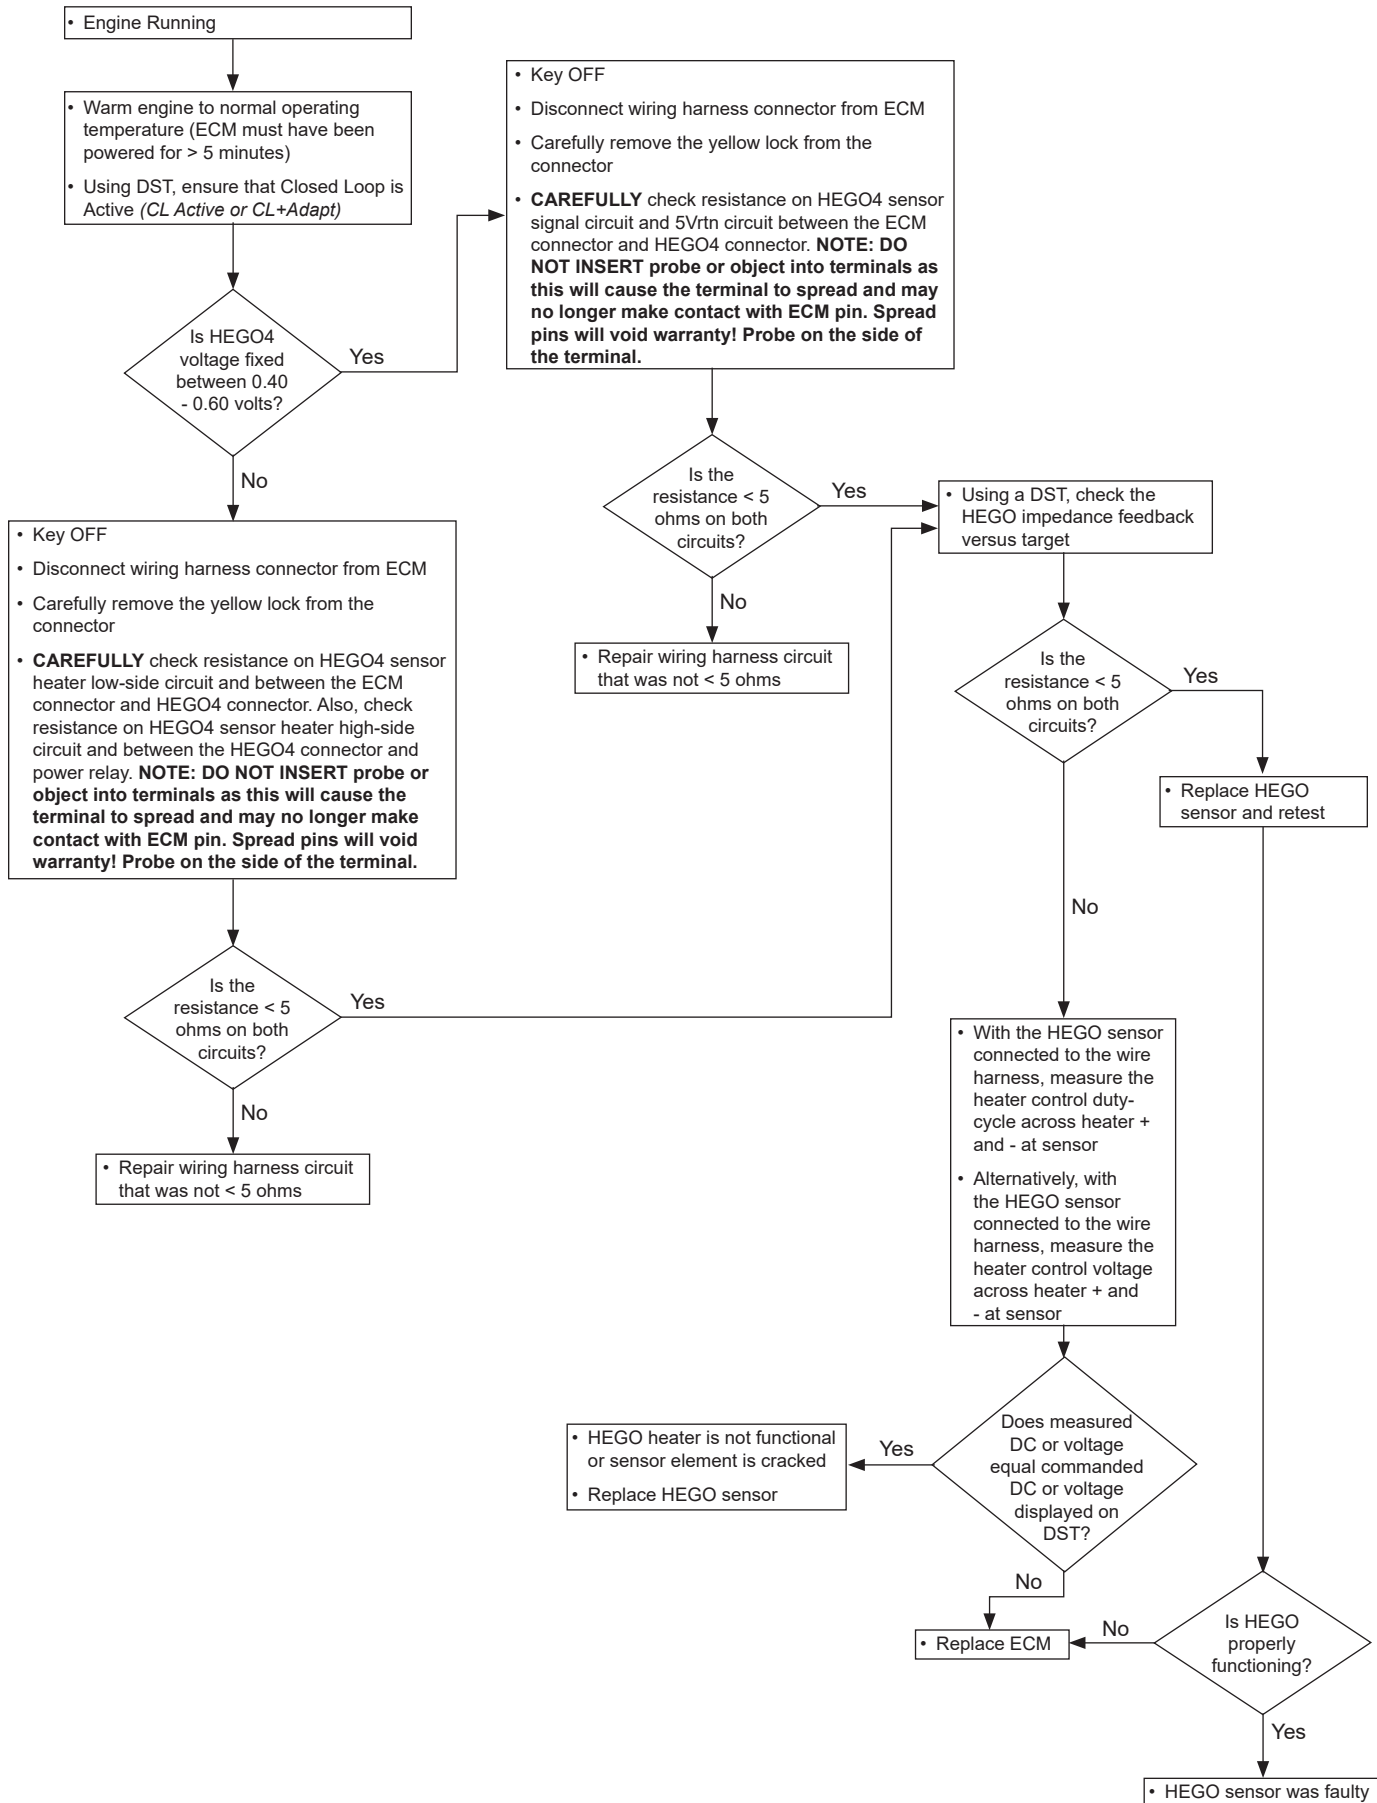 • Engine Running
• Warm engine to normal operating
temperature (ECM must have been
powered for > 5 minutes)
• Using DST, ensure that Closed Loop is
Active (CL Active or CL+Adapt)
Is HEGO4
voltage fixed
between 0.40
- 0.60 volts?
Yes
No
• Key OFF
• Disconnect wiring harness connector from ECM
• Carefully remove the yellow lock from the
connector
• CAREFULLY check resistance on HEGO4 sensor
signal circuit and 5Vrtn circuit between the ECM
connector and HEGO4 connector. NOTE: DO
NOT INSERT probe or object into terminals as
this will cause the terminal to spread and may
no longer make contact with ECM pin. Spread
pins will void warranty! Probe on the side of
the terminal.
Is the
resistance < 5
ohms on both
circuits?
Yes
No
• Repair wiring harness circuit
that was not < 5 ohms
• Key OFF
• Disconnect wiring harness connector from ECM
• Carefully remove the yellow lock from the
connector
• CAREFULLY check resistance on HEGO4 sensor
heater low-side circuit and between the ECM
connector and HEGO4 connector. Also, check
resistance on HEGO4 sensor heater high-side
circuit and between the HEGO4 connector and
power relay. NOTE: DO NOT INSERT probe or
object into terminals as this will cause the
terminal to spread and may no longer make
contact with ECM pin. Spread pins will void
warranty! Probe on the side of the terminal.
Is the
resistance < 5
ohms on both
circuits?
Yes
No
• Repair wiring harness circuit
that was not < 5 ohms
• Using a DST, check the
HEGO impedance feedback
versus target
Is the
resistance < 5
ohms on both
circuits?
Yes
No
• Replace HEGO
sensor and retest
• With the HEGO sensor
connected to the wire
harness, measure the
heater control duty-
cycle across heater +
and - at sensor
• Alternatively, with
the HEGO sensor
connected to the wire
harness, measure the
heater control voltage
across heater + and
- at sensor
Does measured
DC or voltage
equal commanded
DC or voltage
displayed on
DST?
Yes
No
• HEGO heater is not functional
or sensor element is cracked
• Replace HEGO sensor
• Replace ECM
No
Is HEGO
properly
functioning?
Yes
• HEGO sensor was faulty